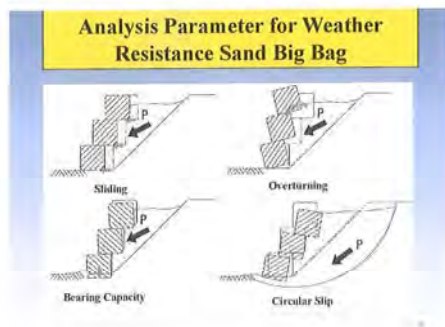 Analysis Parameter for Weather
Resistance Sand Big Bag
P
Sliding
P
Overturning
P
Bearing Capacity
P
Circular Slip